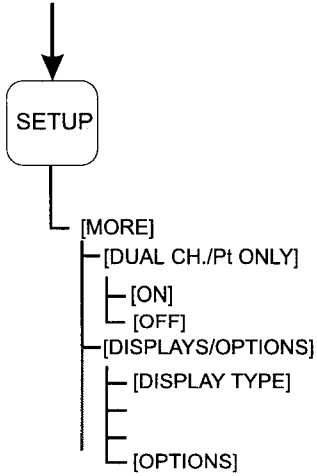 SETUP
[MORE]
[DUAL CH./Pt ONLY]
[ON]
[OFF]
[DISPLAYS/OPTIONS]
[DISPLAY TYPE]
[OPTIONS]